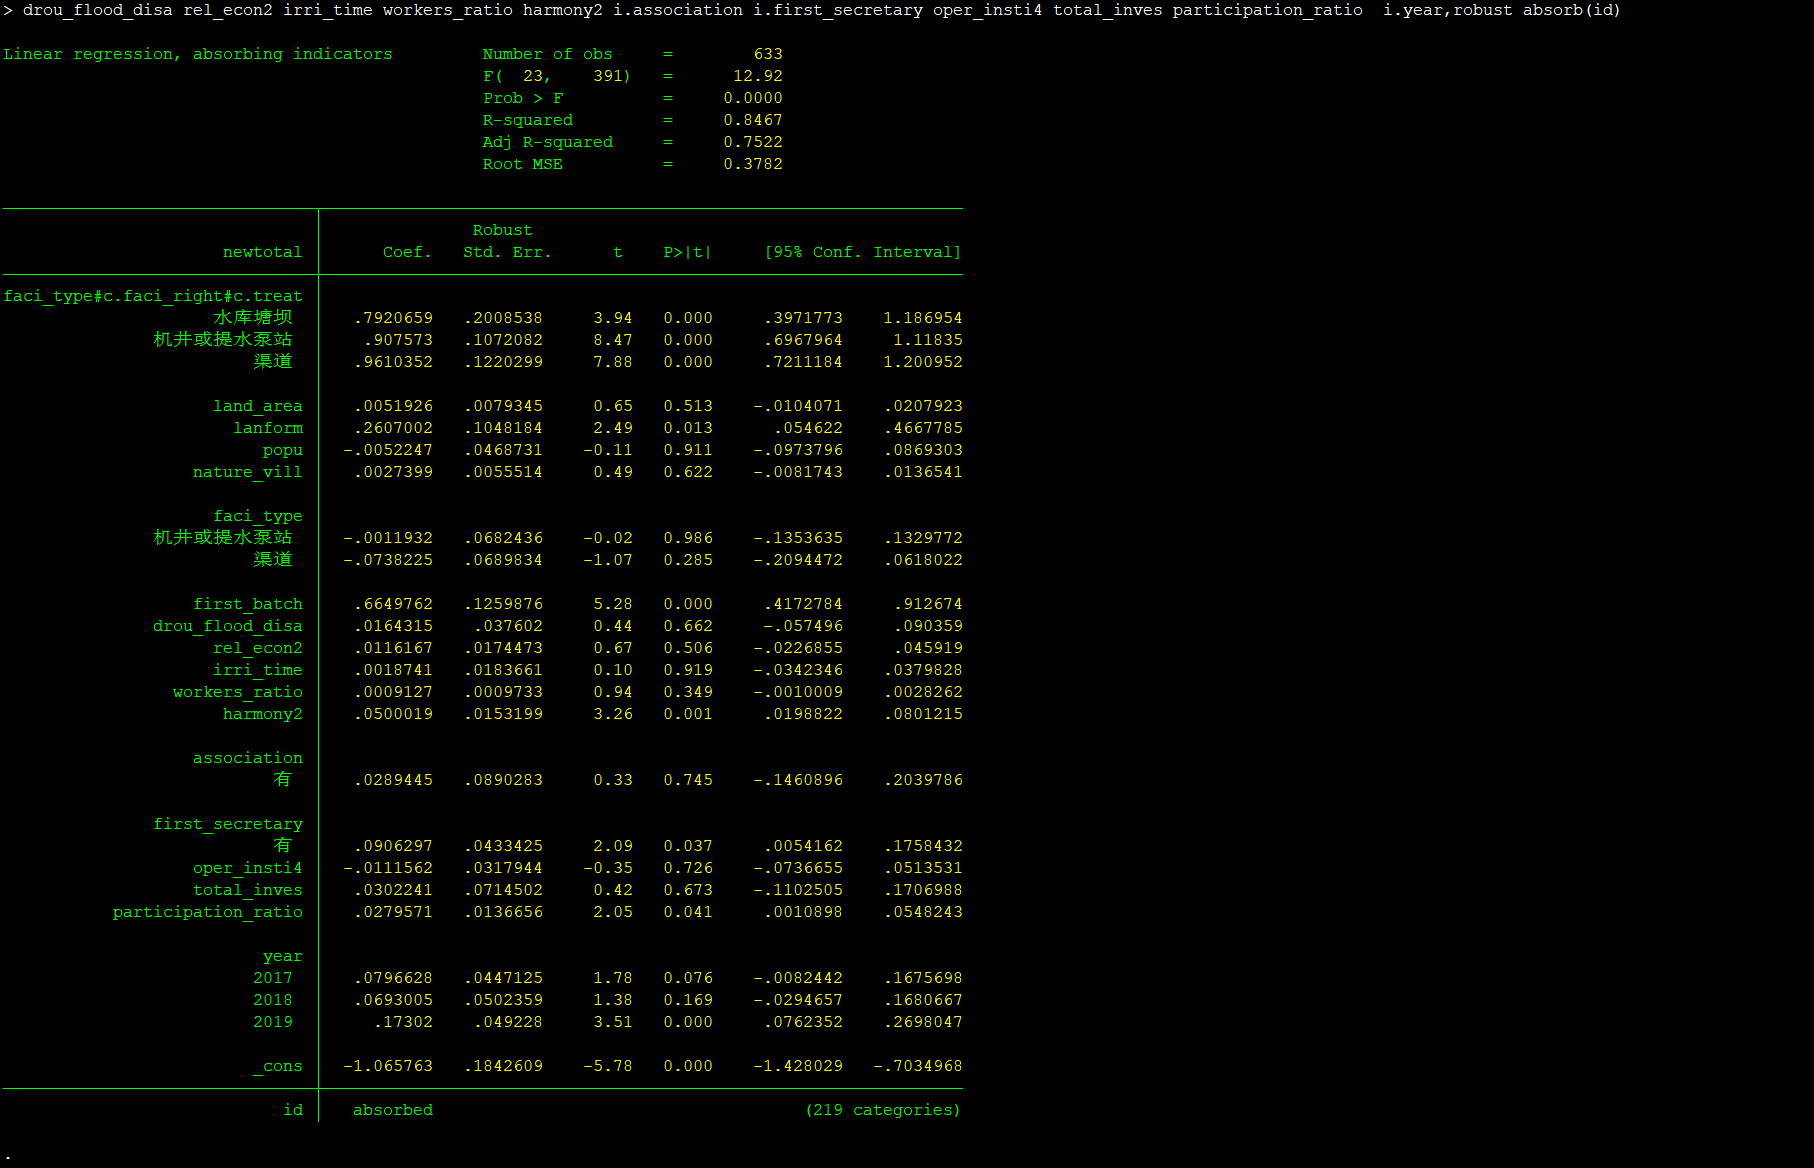 > drou_flood_disa rel_econ2 irri_time workers_ratio harmony2 i.association i.first_secretary oper_insti4 total_inves participation_ratio  i.year,robust absorb(id)
Linear regression, absorbing indicators Number of obs = 633
F( 23, 391) = 12.92
Prob > F = 0.0000
R-squared = 0.8467
Adj R-squared = 0.7522
Root MSE = 0.3782
Robust
newtotal Coef. Std. Err. t P>|t| [95% Conf. Interval]
faci_type#c.faci_right#c.treat
水库塘坝 .7920659 .2008538 3.94 0.000 .3971773 1.186954
机井或提水泵站 .907573 .1072082 8.47 0.000 .6967964 1.11835
渠道 .9610352 .1220299 7.88 0.000 .7211184 1.200952
land_area .0051926 .0079345 0.65 0.513 -.0104071 .0207923
lanform .2607002 .1048184 2.49 0.013 .054622 .4667785
popu -.0052247 .0468731 -0.11 0.911 -.0973796 .0869303
nature_vill .0027399 .0055514 0.49 0.622 -.0081743 .0136541
faci_type
机井或提水泵站 -.0011932 .0682436 -0.02 0.986 -.1353635 .1329772
渠道 -.0738225 .0689834 -1.07 0.285 -.2094472 .0618022
first_batch .6649762 .1259876 5.28 0.000 .4172784 .912674
drou_flood_disa .0164315 .037602 0.44 0.662 -.057496 .090359
rel_econ2 .0116167 .0174473 0.67 0.506 -.0226855 .045919
irri_time .0018741 .0183661 0.10 0.919 -.0342346 .0379828
workers_ratio .0009127 .0009733 0.94 0.349 -.0010009 .0028262
harmony2 .0500019 .0153199 3.26 0.001 .0198822 .0801215
association
有 .0289445 .0890283 0.33 0.745 -.1460896 .2039786
first_secretary
有 .0906297 .0433425 2.09 0.037 .0054162 .1758432
oper_insti4 -.0111562 .0317944 -0.35 0.726 -.0736655 .0513531
total_inves .0302241 .0714502 0.42 0.673 -.1102505 .1706988
participation_ratio .0279571 .0136656 2.05 0.041 .0010898 .0548243
year
2017 .0796628 .0447125 1.78 0.076 -.0082442 .1675698
2018 .0693005 .0502359 1.38 0.169 -.0294657 .1680667
2019 .17302 .049228 3.51 0.000 .0762352 .2698047
_cons -1.065763 .1842609 -5.78 0.000 -1.428029 -.7034968
id absorbed (219 categories)
.